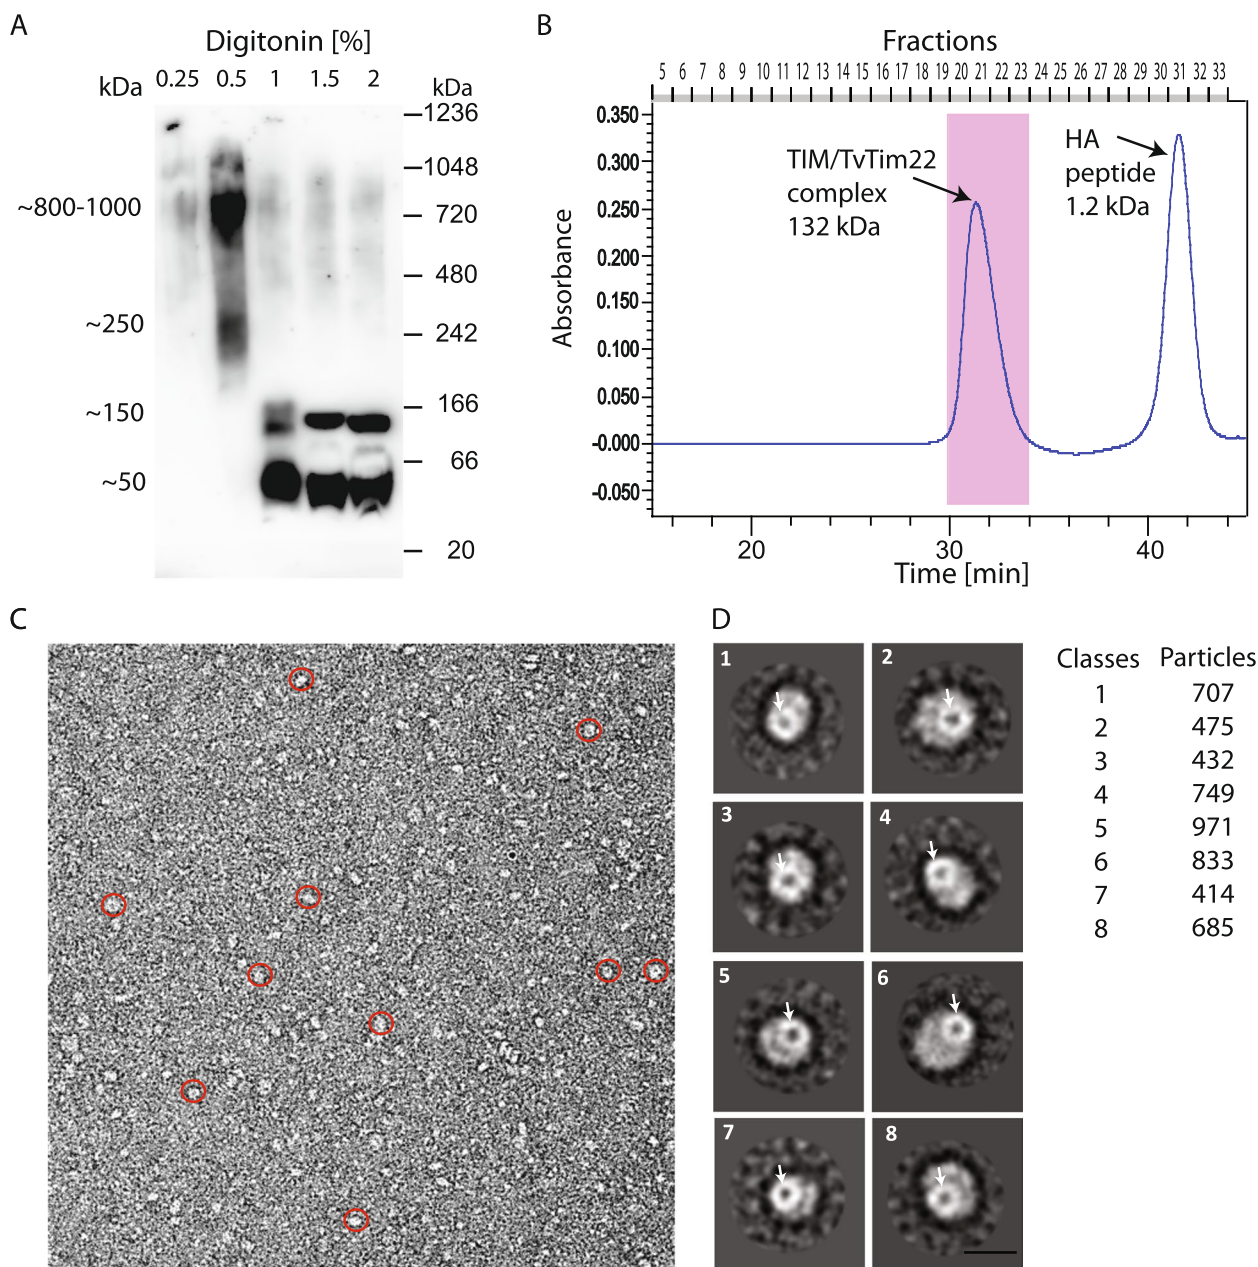 A
Digitonin [%]
kDa 0.25 0.5 1 1.5 2 kDa
1236
1048
~800-1000
720
480
~250
242
~150
166
66
~50
20
B
Fractions
5 6 7 8 9 10 11 12 13 14 15 16 17 18 19 20 21 22 23 24 25 26 27 28 29 30 31 32 33
Absorbance
0.350
0.300
0.250
0.200
0.150
0.100
0.050
-0.000
-0.050
TIM/TvTim22
complex
132 kDa
HA
peptide
1.2 kDa
20 30 40
Time [min]
C
D
1 2
3 4
5 6
7 8
Classes Particles
1 707
2 475
3 432
4 749
5 971
6 833
7 414
8 685